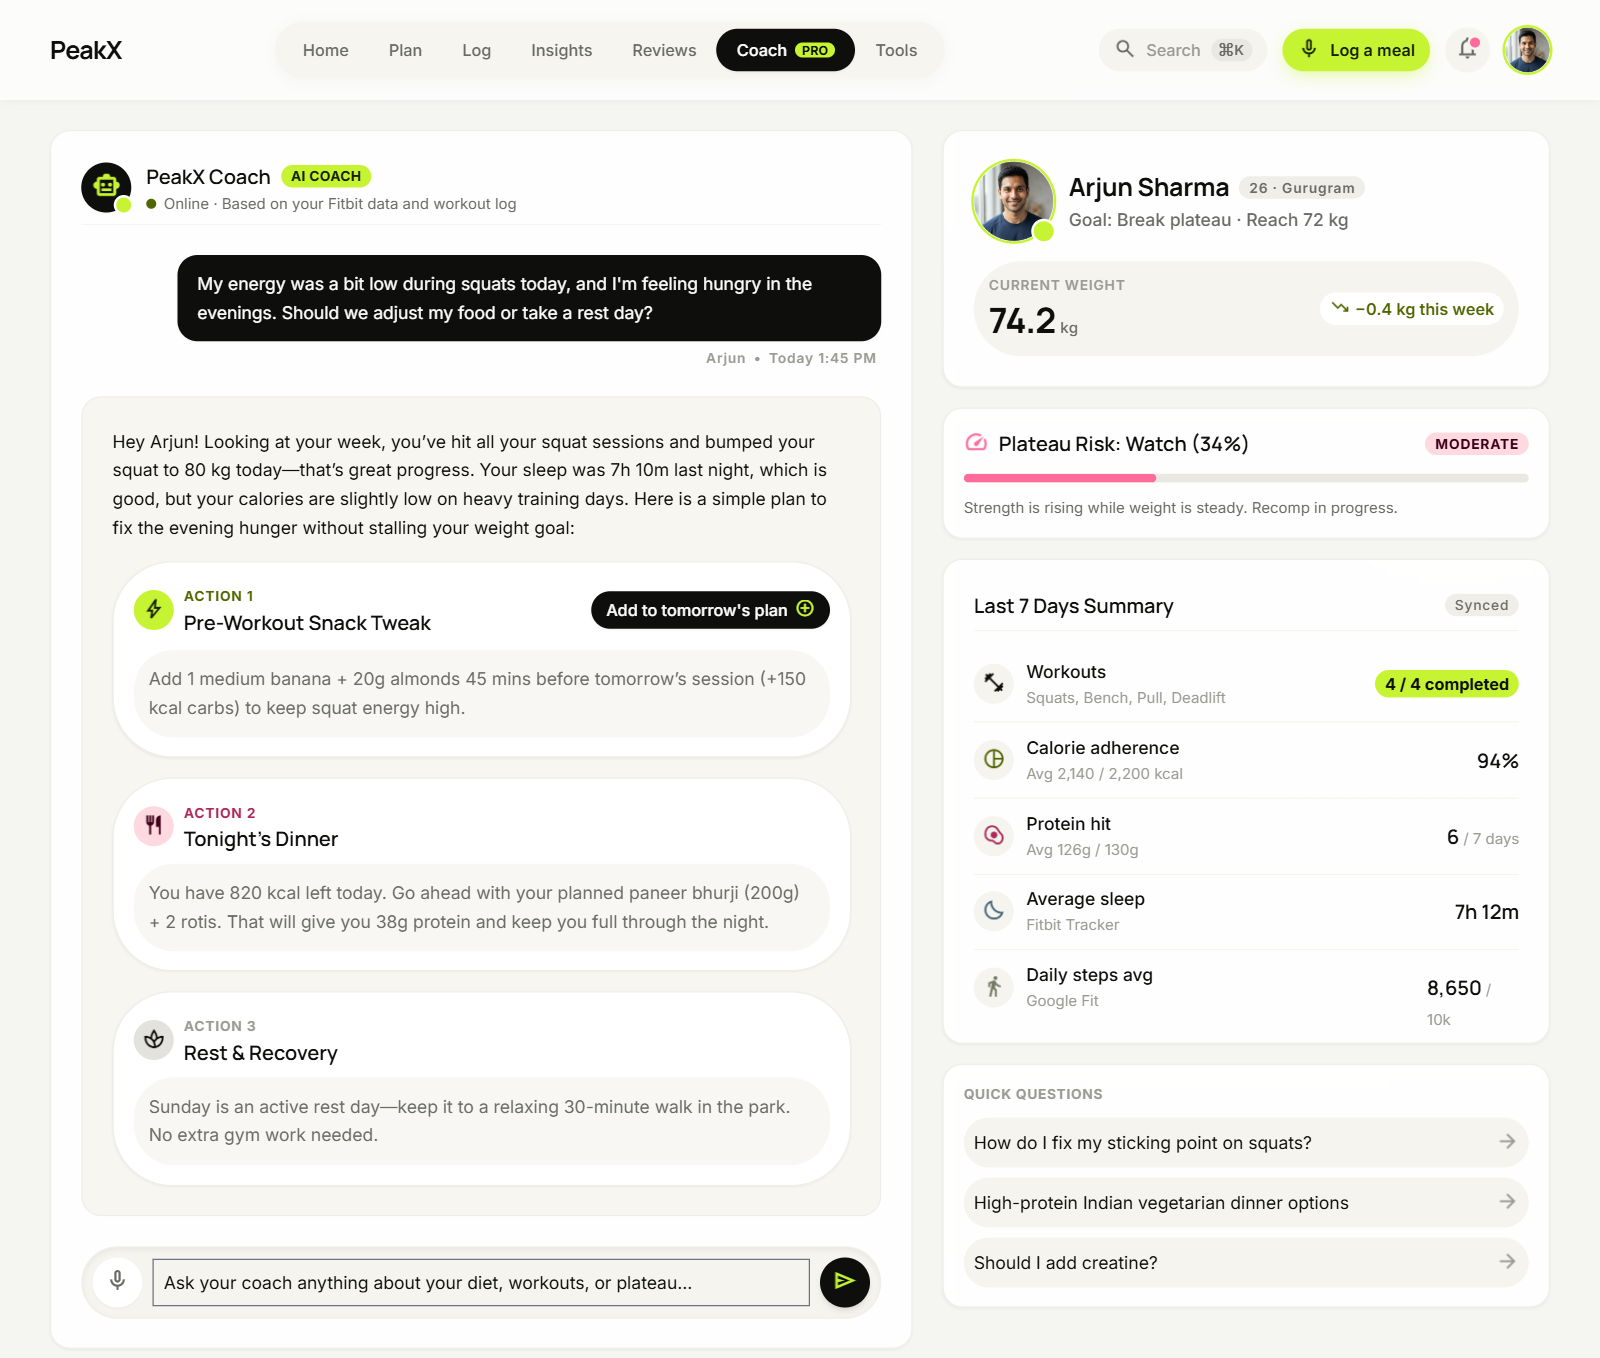 PeakX
Home
Plan
Log
Insights
Reviews
Coach PRO
Tools
Search ⌘K
Log a meal
PeakX Coach AI COACH
Online · Based on your Fitbit data and workout log
My energy was a bit low during squats today, and I'm feeling hungry in the
evenings. Should we adjust my food or take a rest day?
Arjun • Today 1:45 PM
Hey Arjun! Looking at your week, you’ve hit all your squat sessions and bumped your
squat to 80 kg today—that’s great progress. Your sleep was 7h 10m last night, which is
good, but your calories are slightly low on heavy training days. Here is a simple plan to
fix the evening hunger without stalling your weight goal:
ACTION 1
Pre-Workout Snack Tweak
Add to tomorrow's plan
Add 1 medium banana + 20g almonds 45 mins before tomorrow’s session (+150
kcal carbs) to keep squat energy high.
ACTION 2
Tonight’s Dinner
You have 820 kcal left today. Go ahead with your planned paneer bhurji (200g)
+ 2 rotis. That will give you 38g protein and keep you full through the night.
ACTION 3
Rest & Recovery
Sunday is an active rest day—keep it to a relaxing 30-minute walk in the park.
No extra gym work needed.
Ask your coach anything about your diet, workouts, or plateau...
Arjun Sharma 26 · Gurugram
Goal: Break plateau · Reach 72 kg
CURRENT WEIGHT
74.2 kg
−0.4 kg this week
Plateau Risk: Watch (34%)
MODERATE
Strength is rising while weight is steady. Recomp in progress.
Last 7 Days Summary
Synced
Workouts
Squats, Bench, Pull, Deadlift
4 / 4 completed
Calorie adherence
Avg 2,140 / 2,200 kcal
94%
Protein hit
Avg 126g / 130g
6 / 7 days
Average sleep
Fitbit Tracker
7h 12m
Daily steps avg
Google Fit
8,650 /
10k
QUICK QUESTIONS
How do I fix my sticking point on squats?
High-protein Indian vegetarian dinner options
Should I add creatine?